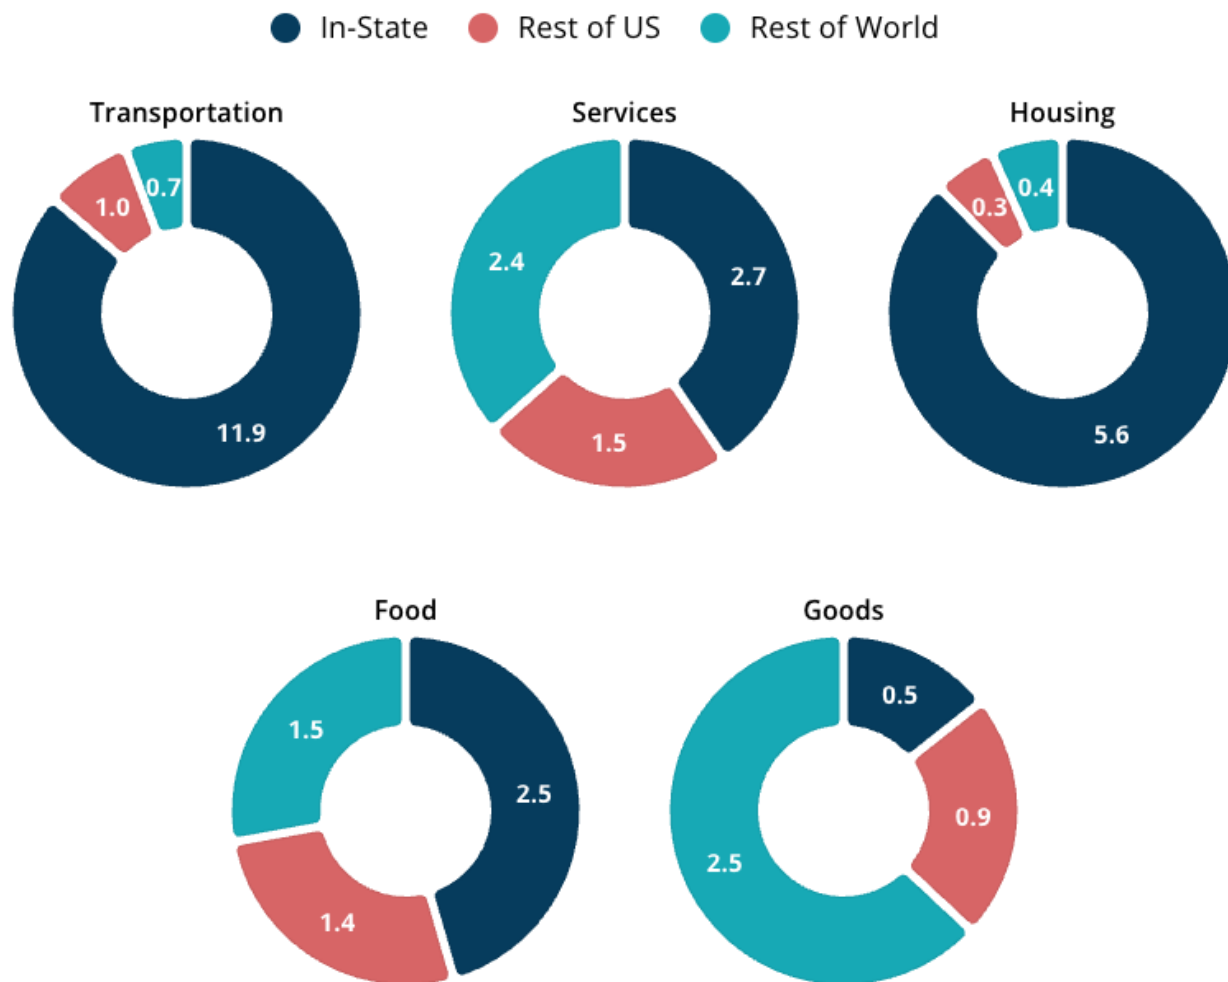 In-State Rest of US Rest of World
Transportation Services Housing
0.7 0.3 0.4
1.0
2.4 2.7
11.9 1.5 5.6
Food Goods
0.5
1.5
2.5 0.9
2.5
1.4